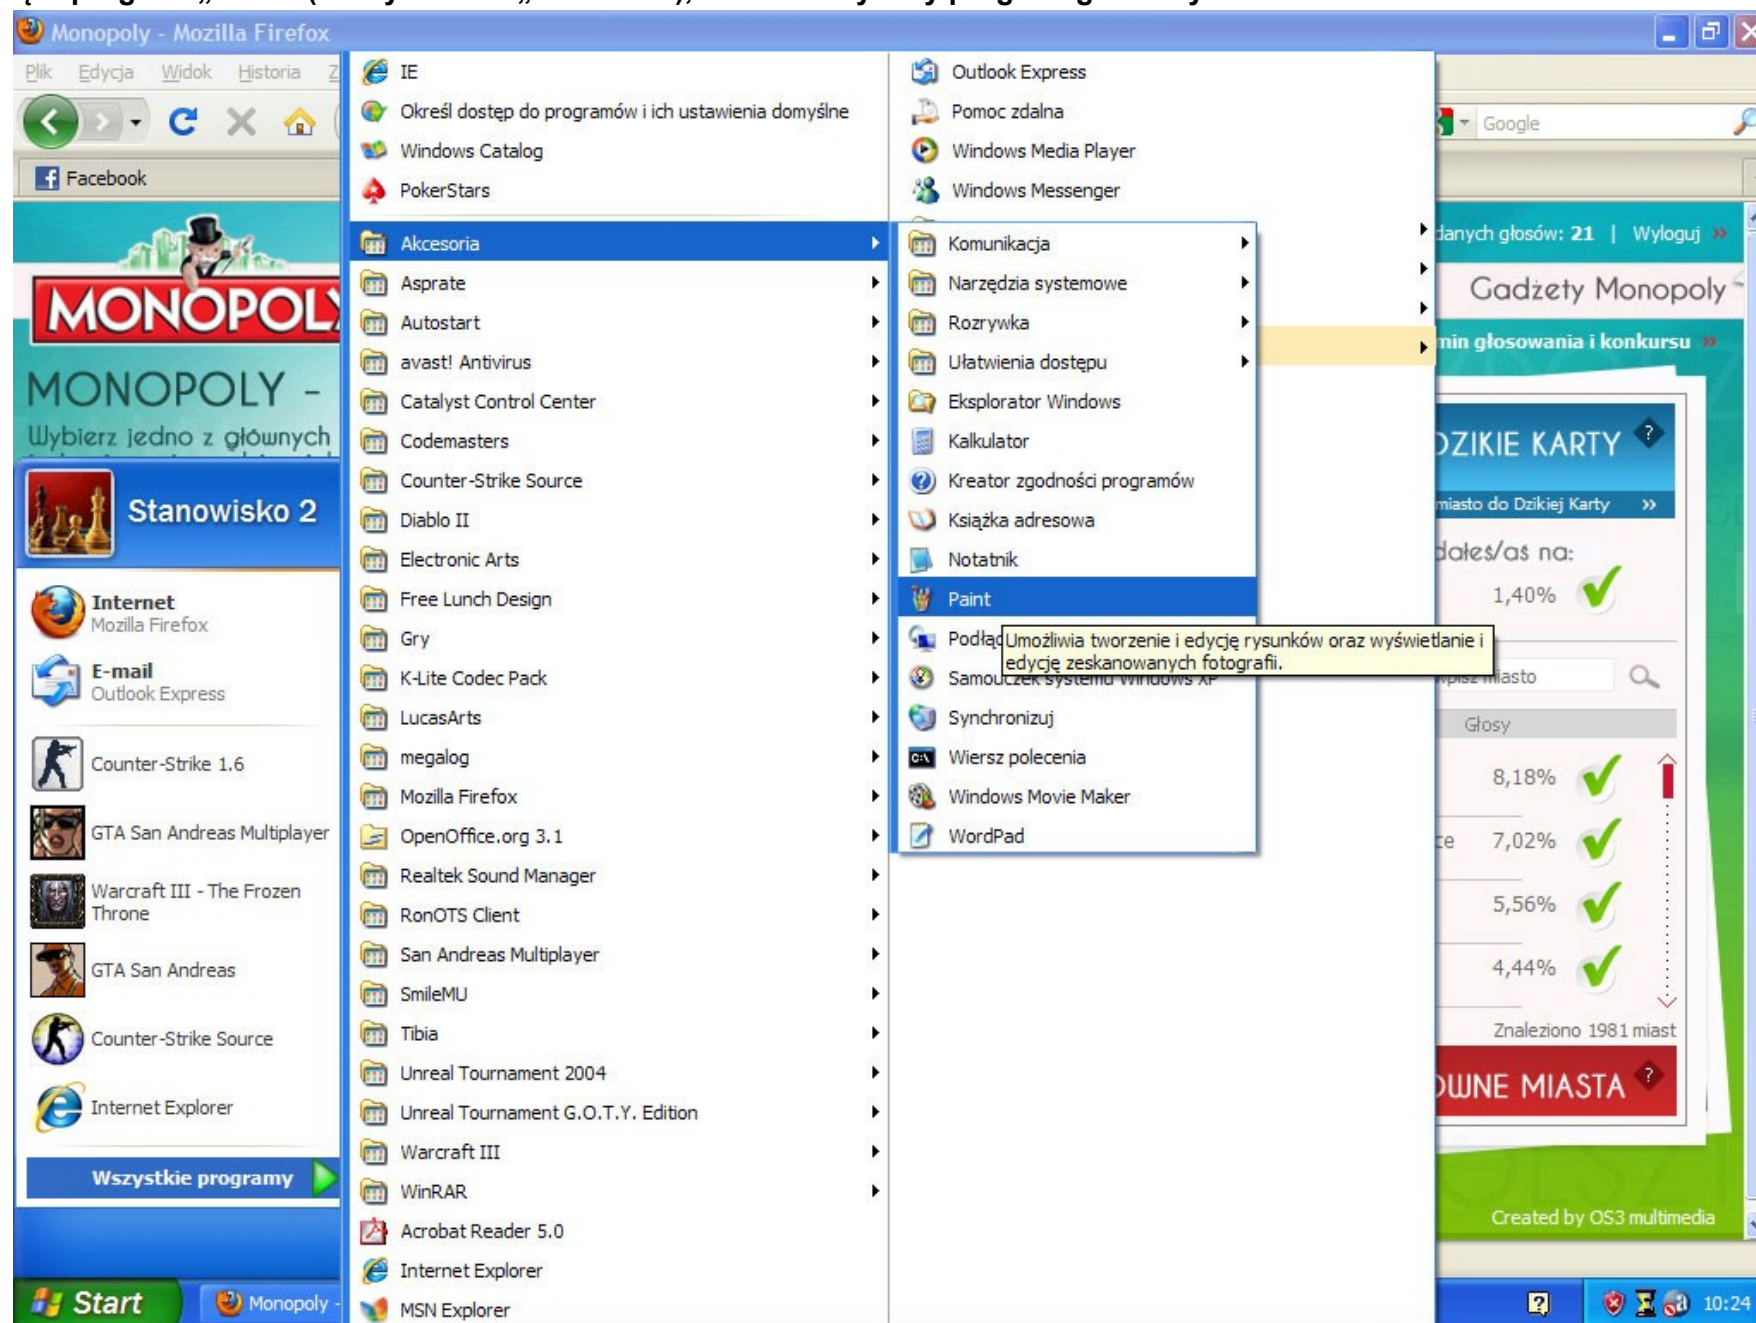 Monopoly - Mozilla Firefox
Plik Edycja Widok Historia Z
Google
Facebook
MONOPOLY
MONOPOLY -
Wybierz jedno z głównych
Stanowisko 2
Internet
Mozilla Firefox
E-mail
Outlook Express
Counter-Strike 1.6
GTA San Andreas Multiplayer
Warcraft III - The Frozen
Throne
GTA San Andreas
Counter-Strike Source
Internet Explorer
Wszystkie programy
Start
Monopoly -
IE
Określ dostęp do programów i ich ustawienia domyślne
Windows Catalog
PokerStars
Akcesoria
Asprate
Autostart
avast! Antivirus
Catalyst Control Center
Codemasters
Counter-Strike Source
Diablo II
Electronic Arts
Free Lunch Design
Gry
K-Lite Codec Pack
LucasArts
megalog
Mozilla Firefox
OpenOffice.org 3.1
Realtek Sound Manager
RonOTS Client
San Andreas Multiplayer
SmileMU
Tibia
Unreal Tournament 2004
Unreal Tournament G.O.T.Y. Edition
Warcraft III
WinRAR
Acrobat Reader 5.0
Internet Explorer
MSN Explorer
Outlook Express
Pomoc zdalna
Windows Media Player
Windows Messenger
Komunikacja
Narzędzia systemowe
Rozrywka
Ułatwienia dostępu
Eksplorator Windows
Kalkulator
Kreator zgodności programów
Książka adresowa
Notatnik
Paint
Podłąc
Umożliwia tworzenie i edycję rysunków oraz wyświetlanie i
edycję zeskanowanych fotografii.
Samouczek systemu Windows XP
Synchronizuj
Wiersz polecenia
Windows Movie Maker
WordPad
danych głosów: 21 | Wyloguj »
Gadżety Monopoly
min głosowania i konkursu »
DZIKIE KARTY ?
miasto do Dzikiej Karty »
dałeś/aś na:
1,40%
wpisz miasto
Głosy
8,18%
ce 7,02%
5,56%
4,44%
Znaleziono 1981 miast
ÓWNE MIASTA ?
Created by OS3 multimedia
10:24